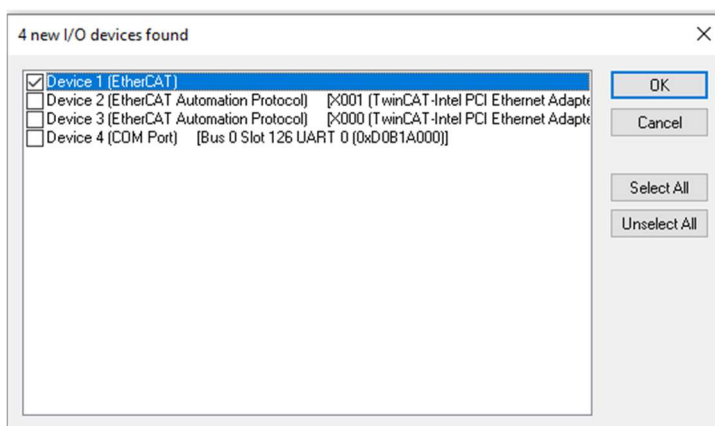 4 new I/O devices found
Device 1 (EtherCAT)
Device 2 (EtherCAT Automation Protocol) [X001 (TwinCAT-Intel PCI Ethernet Adapte
Device 3 (EtherCAT Automation Protocol) [X000 (TwinCAT-Intel PCI Ethernet Adapte
Device 4 (COM Port) [Bus 0 Slot 126 UART 0 (0xD0B1A000)]
OK
Cancel
Select All
Unselect All